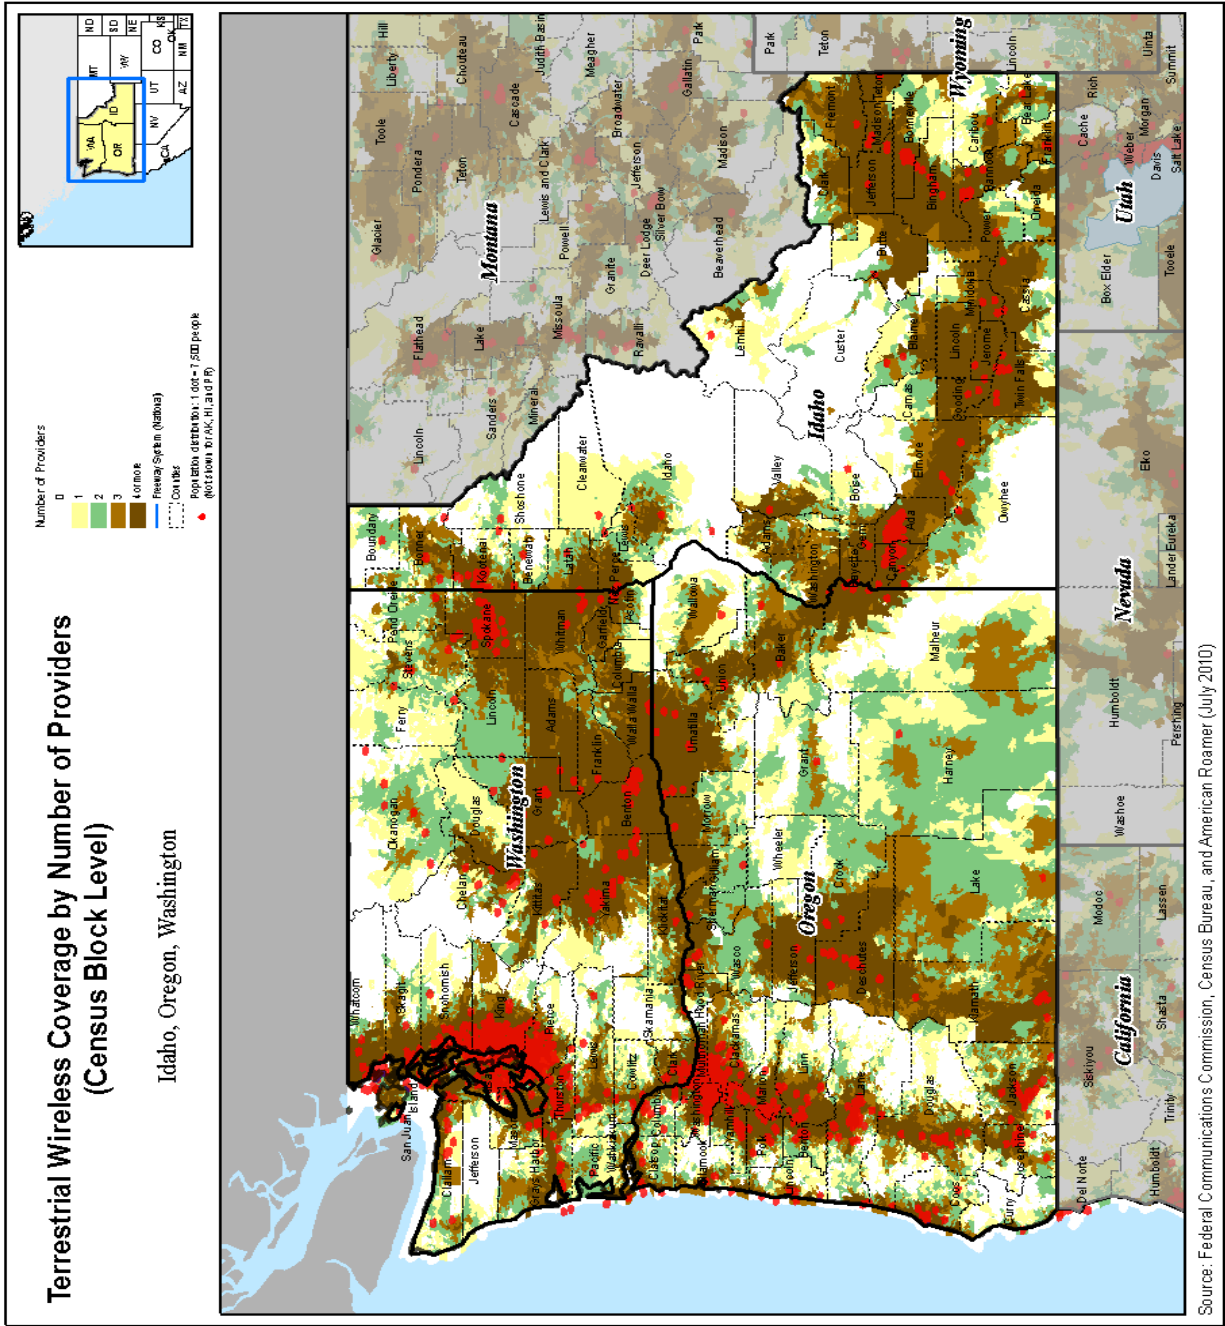 Terrestrial Wireless Coverage by Number of Providers
(Census Block Level)
Idaho, Oregon, Washington
Number of Providers
0
1
2
3
4 or more
Freeway System (National)
Counties
Population distribution: 1 dot = 7,500 people
(Not shown for AK, HI, and PR)
WA
OR
ID
MT
ND
SD
NE
WY
CO
KS
OK
TX
NM
UT
AZ
NV
CA
Washington
Whatcom
San Juan
Island
Skagit
Snohomish
King
Pierce
Clallam
Jefferson
Mason
Grays Harbor
Thurston
Lewis
Pacific
Wahkiakum
Cowlitz
Clark
Skamania
Okanogan
Chelan
Douglas
Kittitas
Yakima
Klickitat
Grant
Benton
Ferry
Stevens
Pend Oreille
Lincoln
Spokane
Adams
Whitman
Franklin
Walla Walla
Columbia
Garfield
Asotin
Oregon
Clatsop
Columbia
Tillamook
Washington
Multnomah
Hood River
Yamhill
Clackamas
Polk
Marion
Lincoln
Benton
Linn
Lane
Douglas
Coos
Curry
Josephine
Jackson
Klamath
Wasco
Sherman
Gilliam
Morrow
Umatilla
Union
Wallowa
Baker
Grant
Wheeler
Jefferson
Crook
Deschutes
Lake
Harney
Malheur
Idaho
Boundary
Bonner
Kootenai
Shoshone
Benewah
Latah
Clearwater
Nez Perce
Lewis
Idaho
Adams
Valley
Washington
Payette
Gem
Boise
Canyon
Ada
Elmore
Owyhee
Lemhi
Custer
Camas
Blaine
Gooding
Lincoln
Jerome
Minidoka
Twin Falls
Cassia
Butte
Clark
Fremont
Jefferson
Madison
Teton
Bonneville
Bingham
Power
Bannock
Caribou
Oneida
Franklin
Bear Lake
Montana
Lincoln
Flathead
Glacier
Toole
Liberty
Hill
Pondera
Chouteau
Teton
Cascade
Judith Basin
Sanders
Lake
Mineral
Missoula
Powell
Lewis and Clark
Meagher
Granite
Broadwater
Jefferson
Deer Lodge
Silver Bow
Ravalli
Gallatin
Park
Madison
Beaverhead
Wyoming
Park
Teton
Lincoln
Uinta
Utah
Box Elder
Cache
Rich
Weber
Morgan
Davis
Summit
Salt Lake
Tooele
Nevada
Washoe
Humboldt
Pershing
Lander
Eureka
Elko
California
Del Norte
Siskiyou
Modoc
Humboldt
Trinity
Shasta
Lassen
Source: Federal Communications Commission, Census Bureau, and American Roamer (July 2010)